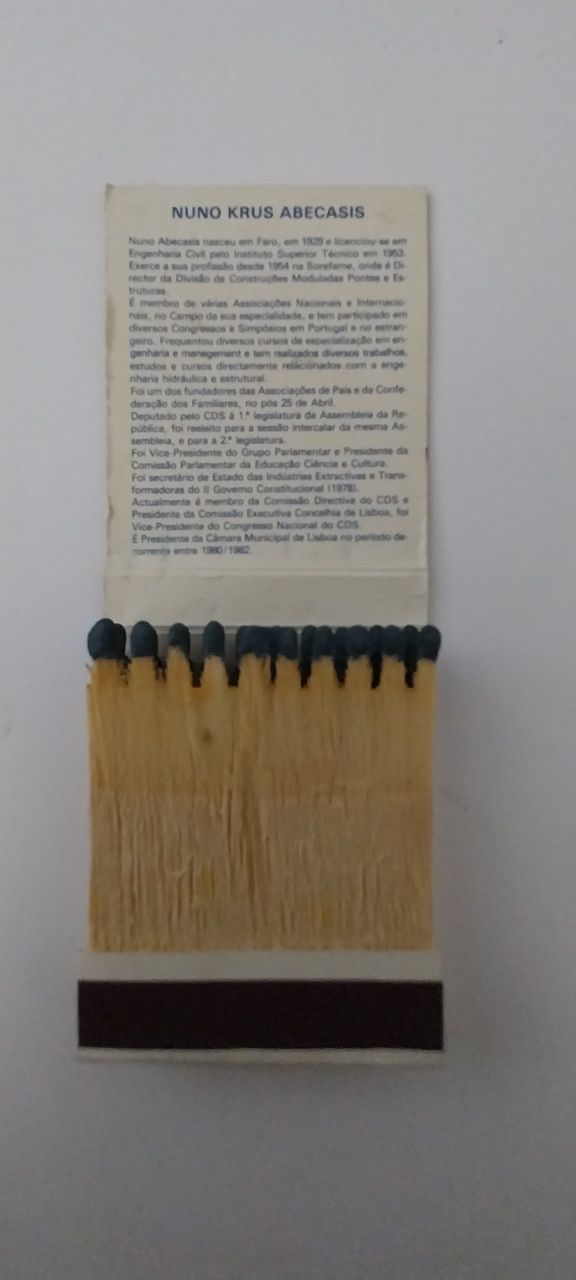 NUNO KRUS ABECASIS
Nuno Abecasis nasceu em Faro, em 1929 e licenciou-se em
Engenharia Civil pelo Instituto Superior Técnico em 1953.
Exerce a sua profissão desde 1954 na Sorefame, onde é Di-
rector da Divisão de Construções Moduladas Pontes e Es-
truturas.
É membro de várias Associações Nacionais e Internacio-
nais, no Campo da sua especialidade, e tem participado em
diversos Congressos e Simpósios em Portugal e no estran-
geiro. Frequentou diversos cursos de especialização em en-
genharia e manegement e tem realizados diversos trabalhos,
estudos e cursos directamente relacionados com a enge-
nharia hidráulica e estrutural.
Foi um dos fundadores das Associações de Pais e da Confe-
deração dos Familiares, no pós 25 de Abril.
Deputado pelo CDS à 1.ª legislatura da Assembleia da Re-
pública, foi reeleito para a sessão intercalar da mesma As-
sembleia, e para a 2.ª legislatura.
Foi Vice-Presidente do Grupo Parlamentar e Presidente da
Comissão Parlamentar da Educação Ciência e Cultura.
Foi secretário de Estado das Indústrias Extractivas e Trans-
formadoras do II Governo Constitucional (1978).
Actualmente é membro da Comissão Directiva do CDS e
Presidente da Comissão Executiva Concelhia de Lisboa, foi
Vice-Presidente do Congresso Nacional do CDS.
É Presidente da Câmara Municipal de Lisboa no período de-
corrente entre 1980/1982.